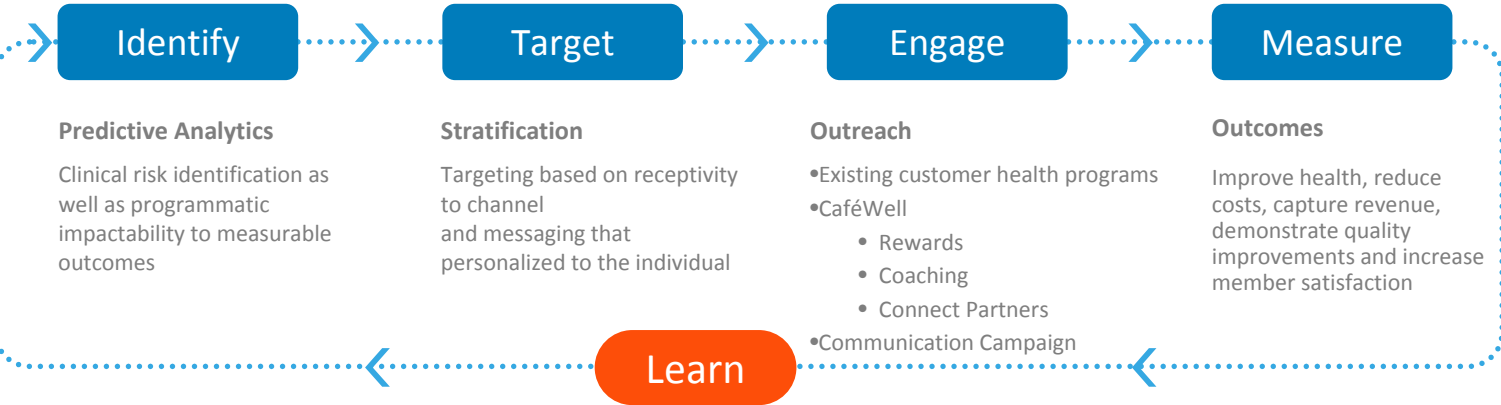 Identify
Target
Engage
Measure
Predictive Analytics
Clinical risk identification as
well as programmatic
impactability to measurable
outcomes
Stratification
Targeting based on receptivity
to channel
and messaging that
personalized to the individual
Outreach
•Existing customer health programs
•CaféWell
• Rewards
• Coaching
• Connect Partners
•Communication Campaign
Outcomes
Improve health, reduce
costs, capture revenue,
demonstrate quality
improvements and increase
member satisfaction
Learn